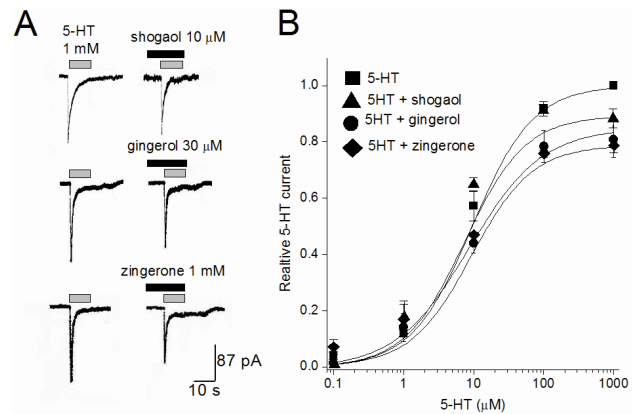 A
5-HT
1 mM
shogaol 10 μM
gingerol 30 μM
zingerone 1 mM
87 pA
10 s
B
Realtive 5-HT current
1.0
0.8
0.6
0.4
0.2
0.0
5-HT
5HT + shogaol
5HT + gingerol
5HT + zingerone
0.1
1
10
100
1000
5-HT (μM)